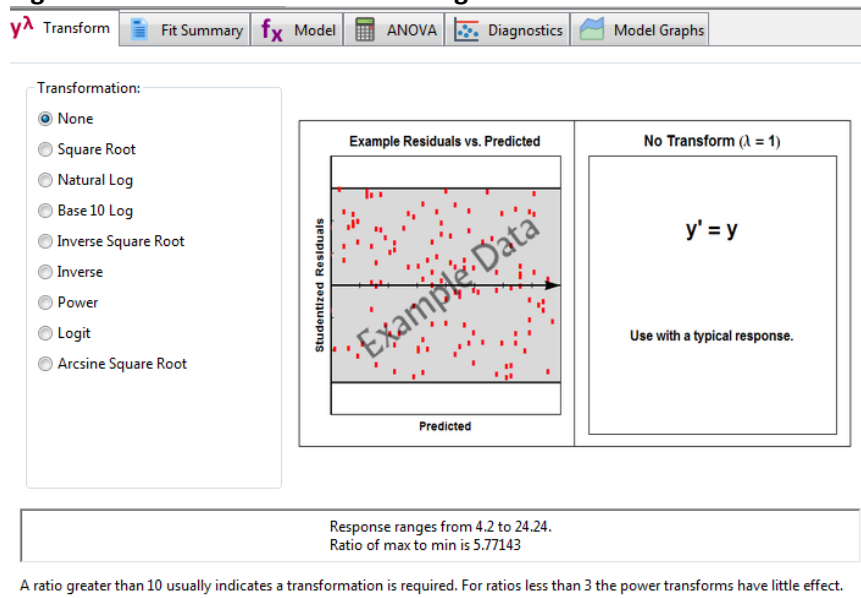 yλ Transform Fit Summary fx Model ANOVA Diagnostics Model Graphs
Transformation:
None
Square Root
Natural Log
Base 10 Log
Inverse Square Root
Inverse
Power
Logit
Arcsine Square Root
Example Residuals vs. Predicted
Studentized Residuals
Example Data
Predicted
No Transform (λ = 1)
y' = y
Use with a typical response.
Response ranges from 4.2 to 24.24.
Ratio of max to min is 5.77143
A ratio greater than 10 usually indicates a transformation is required. For ratios less than 3 the power transforms have little effect.